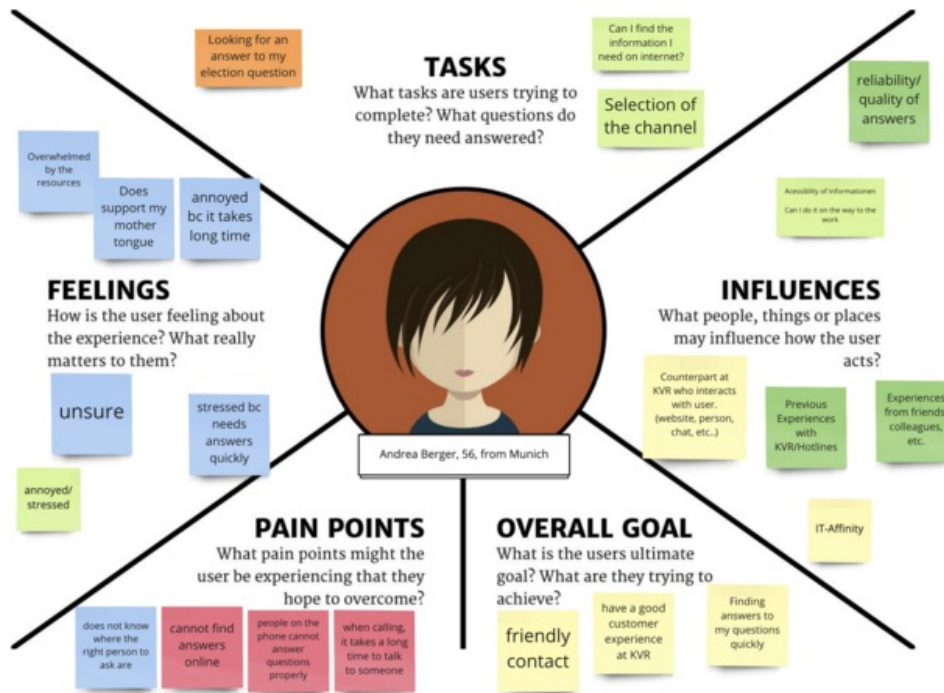 Looking for an
answer to my
election question
TASKS
What tasks are users trying to
complete? What questions do
they need answered?
Can I find the
information I
need on internet?
Selection of
the channel
reliability/
quality of
answers
Acessiblity of Informationen
Can I do it on the way to the
work
Overwhelmed
by the
resources
Does
support my
mother
tongue
annoyed
bc it takes
long time
FEELINGS
How is the user feeling about
the experience? What really
matters to them?
unsure
stressed bc
needs
answers
quickly
annoyed/
stressed
INFLUENCES
What people, things or places
may influence how the user
acts?
Counterpart at
KVR who interacts
with user.
(website, person,
chat, etc..)
Previous
Experiences
with
KVR/Hotlines
Experiences
from friends,
colleagues,
etc.
IT-Affinity
Andrea Berger, 56, from Munich
PAIN POINTS
What pain points might the
user be experiencing that they
hope to overcome?
does not know
where the
right person to
ask are
cannot find
answers
online
people on
the phone cannot
answer
questions
properly
when calling,
it takes a long
time to talk
to someone
OVERALL GOAL
What is the users ultimate
goal? What are they trying to
achieve?
friendly
contact
have a good
customer
experience
at KVR
Finding
answers to
my questions
quickly